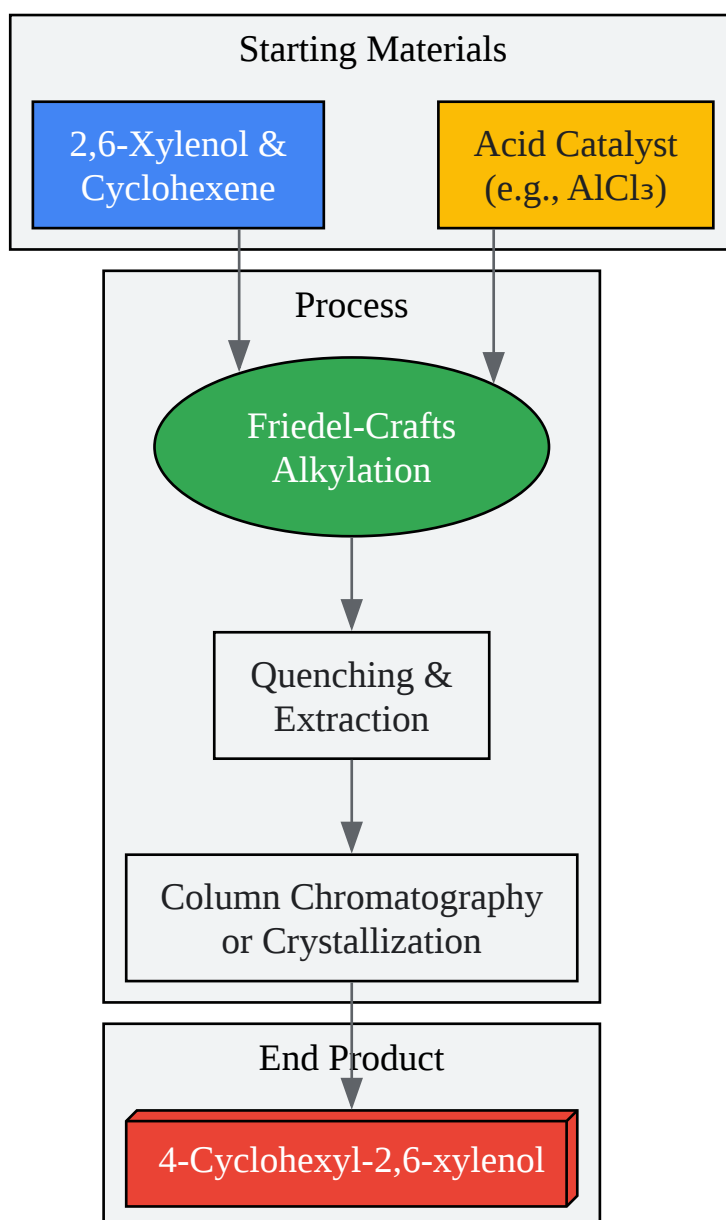 Starting Materials
2,6-Xylenol &
Cyclohexene
Acid Catalyst
(e.g., AlCl₃)
Process
Friedel-Crafts
Alkylation
Quenching &
Extraction
Column Chromatography
or Crystallization
End Product
4-Cyclohexyl-2,6-xylenol